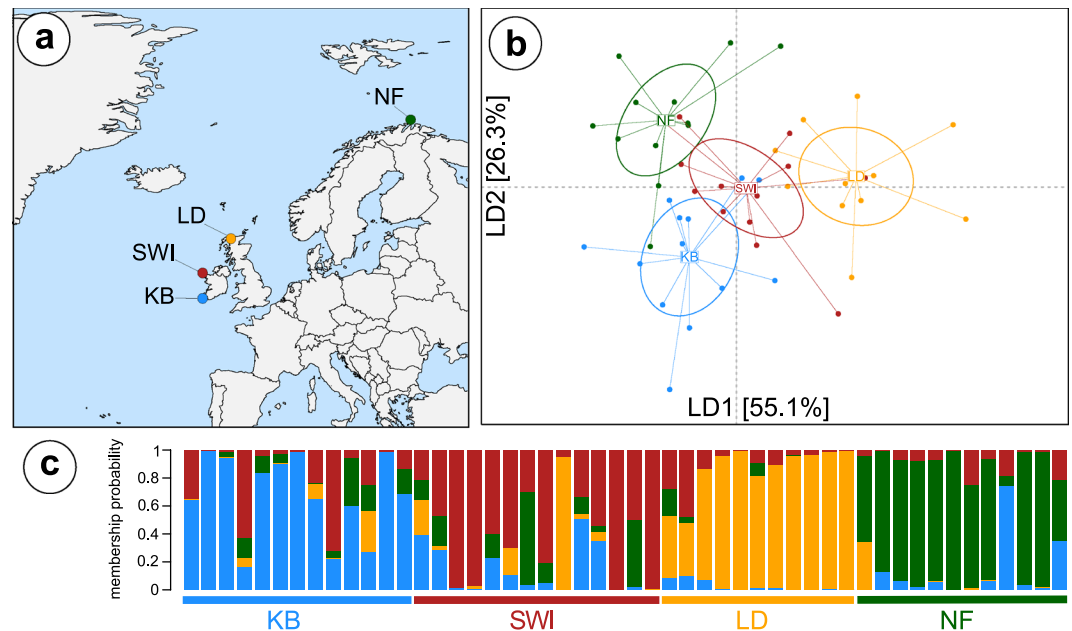 a
NF
LD
SWI
KB
b
LD2 [26.3%]
NF
SWI
LD
KB
LD1 [55.1%]
c
membership probability
1
0.8
0.6
0.4
0.2
0
KB
SWI
LD
NF